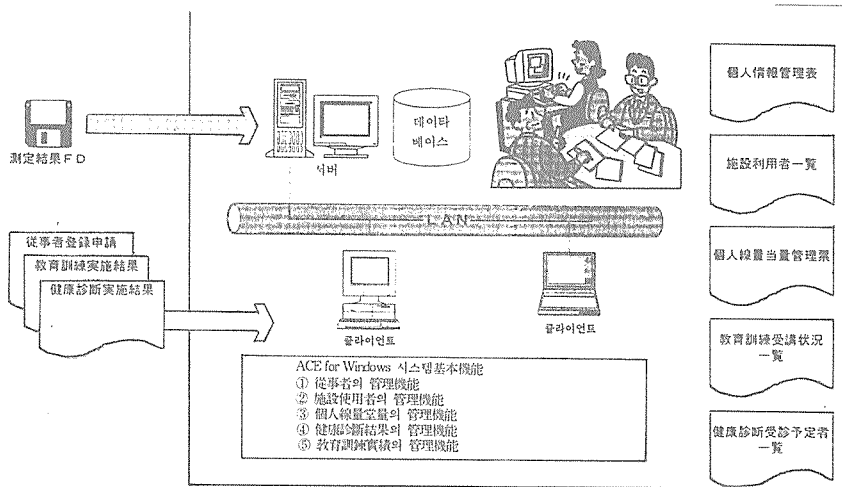 測定結果ＦＤ
従事者登録申請
教育訓練実施結果
健康診断実施結果
데이타
베이스
넉버
LAN
클라이언트
클라이언트
ACE for Windows 시스템基本機能
① 從事者의 管理機能
② 施設使用者의 管理機能
③ 個人線量堂量의 管理機能
④ 健康診斷結果의 管理機能
⑤ 教育訓鍊實績의 管理機能
個人情報管理表
施設利用者一覧
個人線量当量管理票
教育訓練受講状況
一覧
健康診断受診予定者
一覧